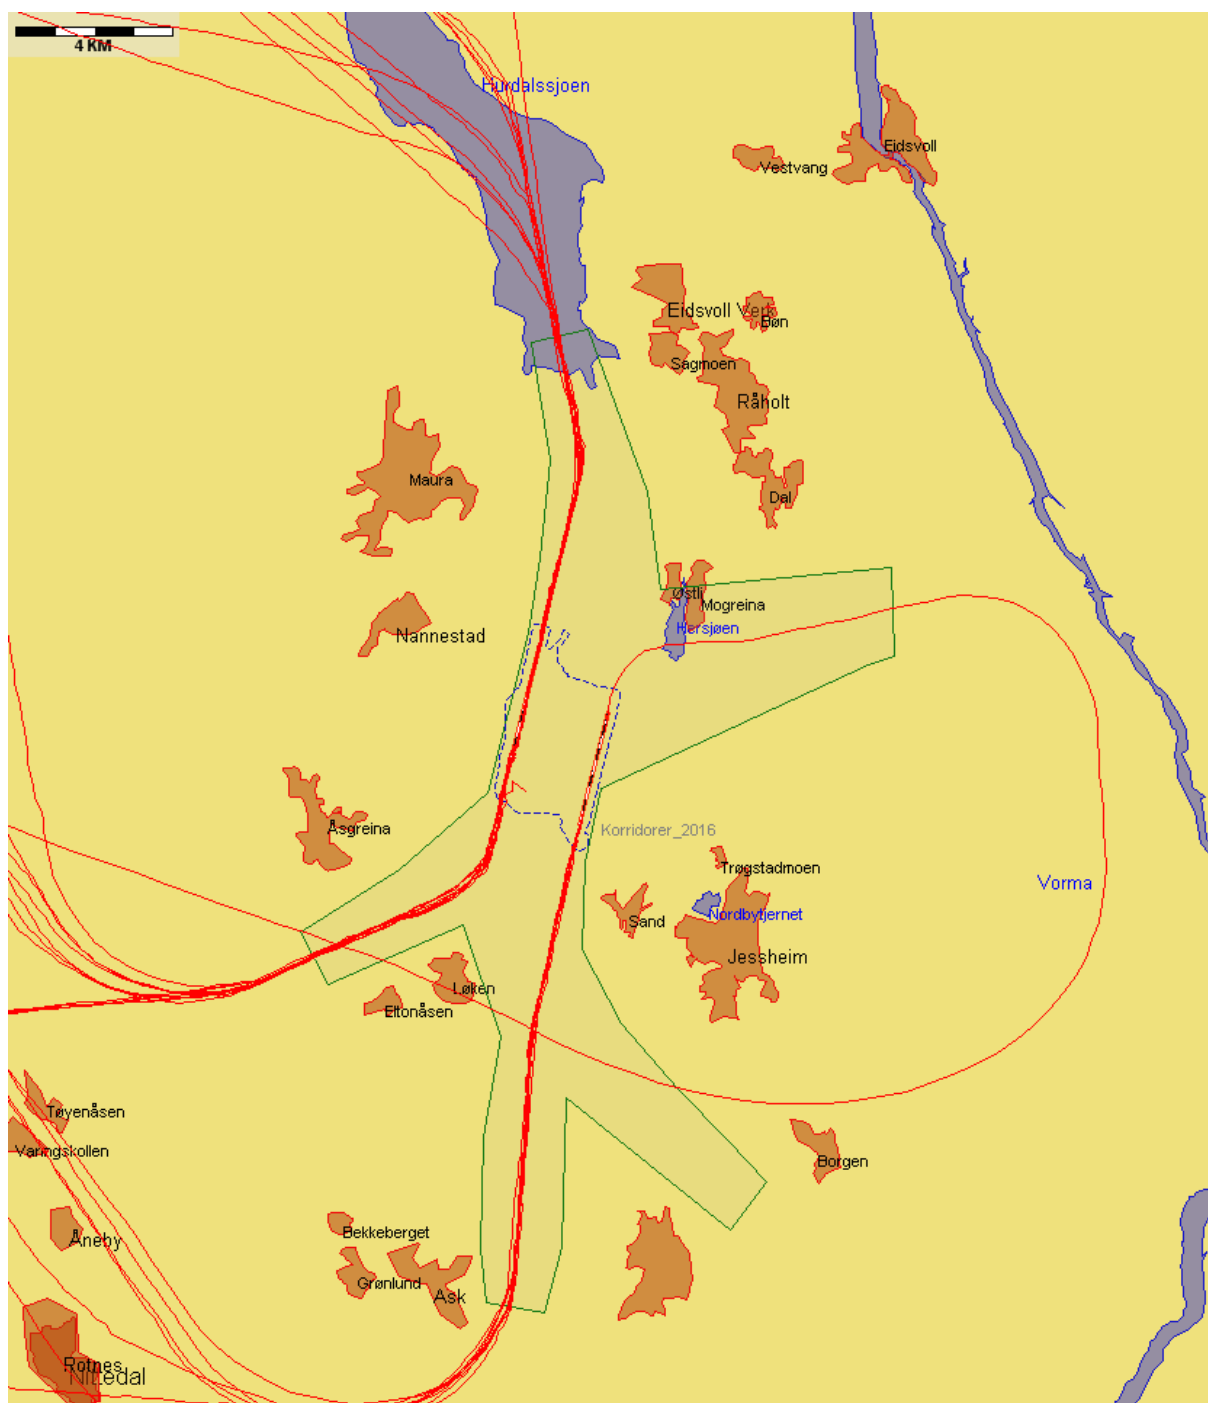 4 KM
Hurdalssjoen
Eidsvoll
Vestvang
Eidsvoll Verk
Bøn
Sagmoen
Råholt
Maura
Dal
Østli
Mogreina
Hersjøen
Nannestad
Åsgreina
Korridorer_2016
Trøgstadmoen
Vorma
Nordbytjernet
Sand
Jessheim
Løken
Eltonåsen
Tøyenåsen
Varingskollen
Borgen
Åneby
Bekkeberget
Grønlund
Ask
Rotnes
Nittedal